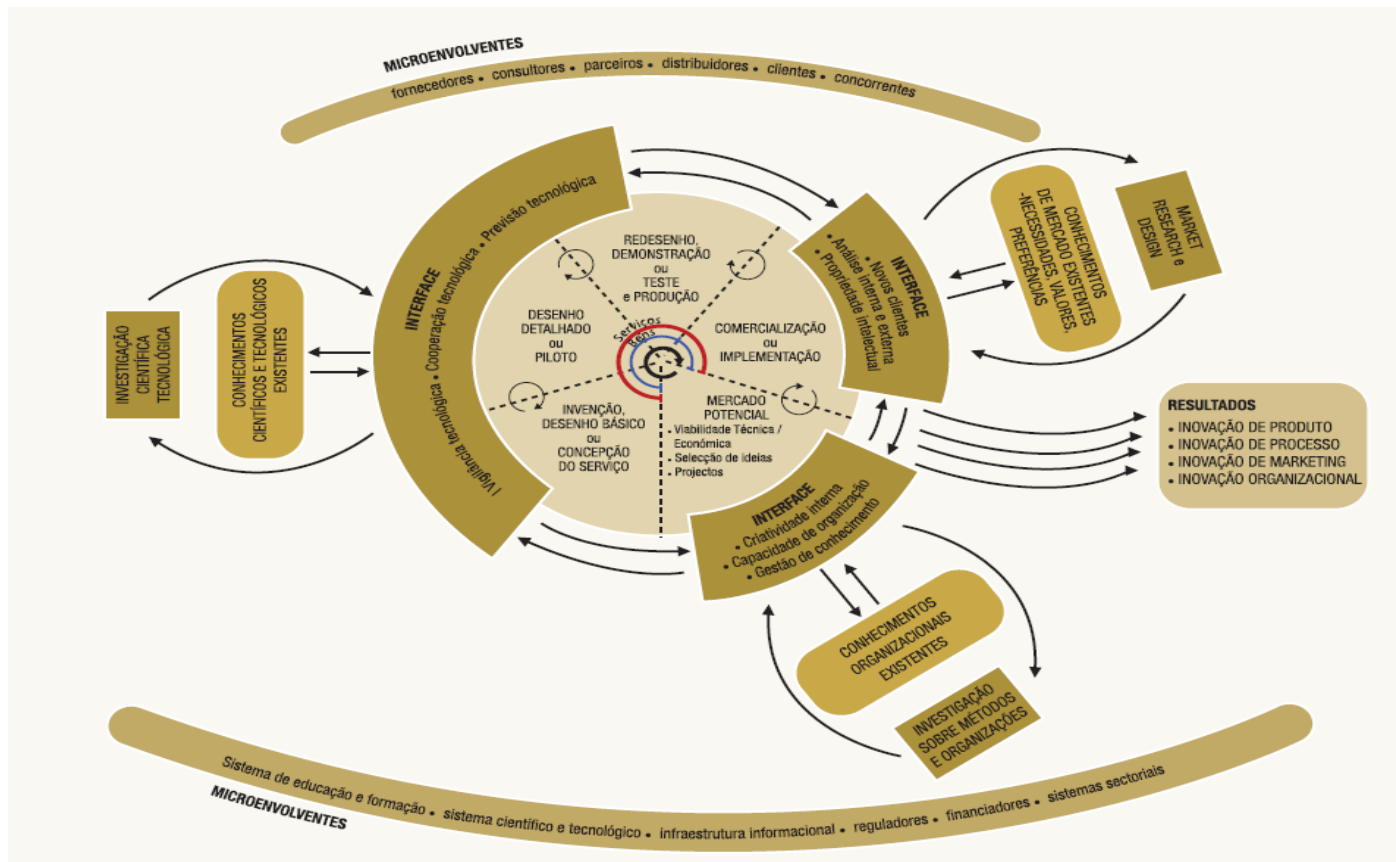 MICROENVOLVENTES
fornecedores • consultores • parceiros • distribuidores • clientes • concorrentes
INVESTIGAÇÃO
CIENTÍFICA
TECNOLÓGICA
CONHECIMENTOS
CIENTÍFICOS E TECNOLÓGICOS
EXISTENTES
INTERFACE
| Vigilância tecnológica • Cooperação tecnológica • Previsão tecnológica
REDESENHO,
DEMONSTRAÇÃO
ou
TESTE
e PRODUÇÃO
DESENHO
DETALHADO
ou
PILOTO
Serviços
Bens
COMERCIALIZAÇÃO
ou
IMPLEMENTAÇÃO
INVENÇÃO,
DESENHO BÁSICO
ou
CONCEPÇÃO
DO SERVIÇO
MERCADO
POTENCIAL
• Viabilidade Técnica /
Económica
• Selecção de Ideias
• Projectos
INTERFACE
• Novos clientes
• Análise interna e externa
• Propriedade intelectual
CONHECIMENTOS
DE MERCADO EXISTENTES
-NECESSIDADES, VALORES,
PREFERÊNCIAS
MARKET
RESEARCH e
DESIGN
RESULTADOS
• INOVAÇÃO DE PRODUTO
• INOVAÇÃO DE PROCESSO
• INOVAÇÃO DE MARKETING
• INOVAÇÃO ORGANIZACIONAL
INTERFACE
• Criatividade interna
• Capacidade de organização
• Gestão de conhecimento
CONHECIMENTOS
ORGANIZACIONAIS
EXISTENTES
INVESTIGAÇÃO
SOBRE MÉTODOS
E ORGANIZAÇÕES
Sistema de educação e formação • sistema científico e tecnológico • infraestrutura informacional • reguladores • financiadores • sistemas sectoriais
MICROENVOLVENTES